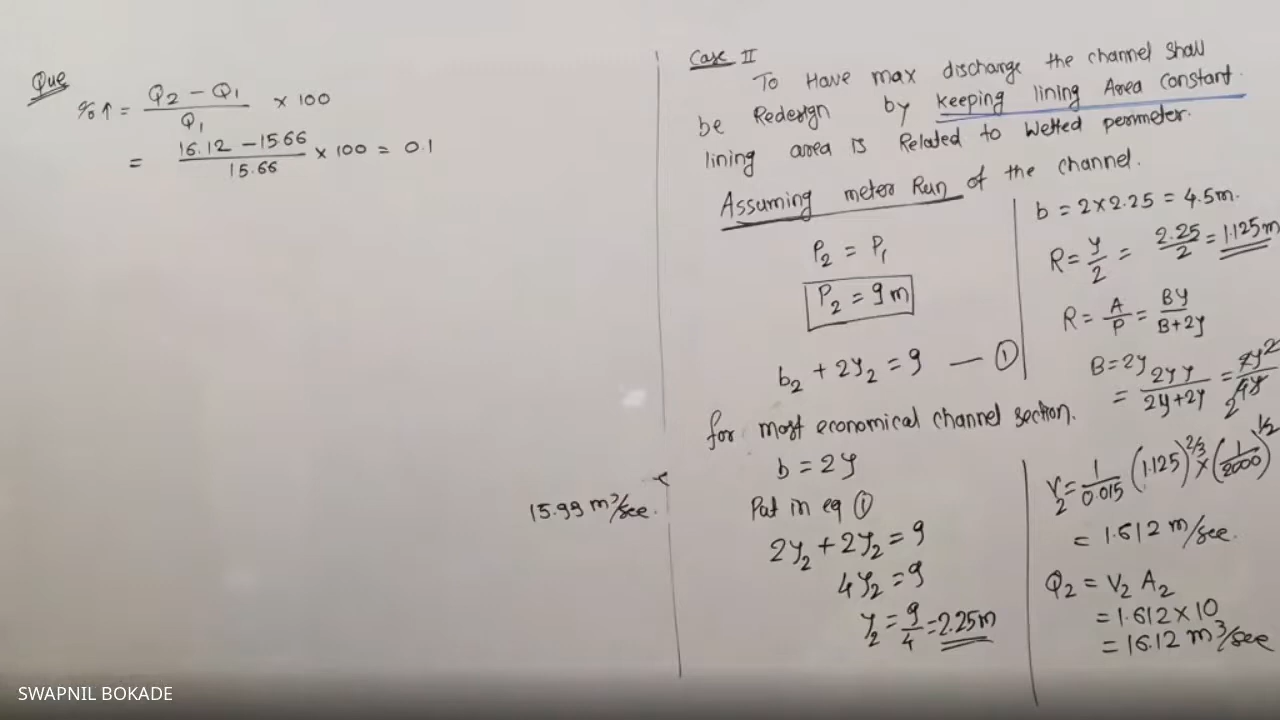 Que
% ↑ = Q2 - Q1 / Q1 × 100
= 16.12 - 15.66 / 15.66 × 100 = 0.1
15.99 m³/sec.
Case II
To Have max discharge the channel shall
be Redesign by keeping lining Area constant.
lining area is Related to Wetted perimeter.
Assuming meter Run of the channel.
P2 = P1
P2 = 9m
b2 + 2y2 = 9 — ①
for most economical channel section.
b = 2y
Put in eq ①
2y2 + 2y2 = 9
4y2 = 9
y2 = 9/4 = 2.25m
b = 2×2.25 = 4.5m.
R = y/2 = 2.25/2 = 1.125m
R = A/P = BY/B+2y
B = 2y
= 2y y/2y+2y = 2y²/4y
2
V2 = 1/0.015 (1.125)^2/3 × (1/2000)^1/2
= 1.612 m/sec.
Q2 = V2 A2
= 1.612×10
= 16.12 m³/sec
SWAPNIL BOKADE